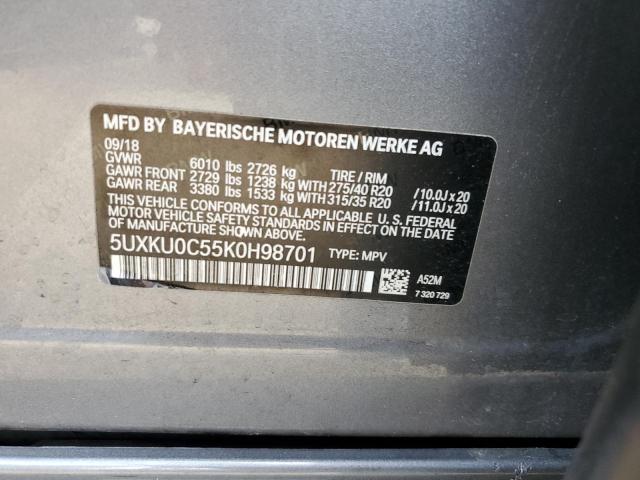 MFD BY BAYERISCHE MOTOREN WERKE AG
09/18
GVWR 6010 lbs 2726 kg TIRE / RIM
GAWR FRONT 2729 lbs 1238 kg WITH 275/40 R20 /10.0J x 20
GAWR REAR 3380 lbs 1533 kg WITH 315/35 R20 /11.0J x 20
THIS VEHICLE CONFORMS TO ALL APPLICABLE U. S. FEDERAL
MOTOR VEHICLE SAFETY STANDARDS IN EFFECT ON THE DATE
OF MANUFACTURE SHOWN ABOVE.
5UXKU0C55K0H98701 TYPE: MPV
A52M
7 320 729